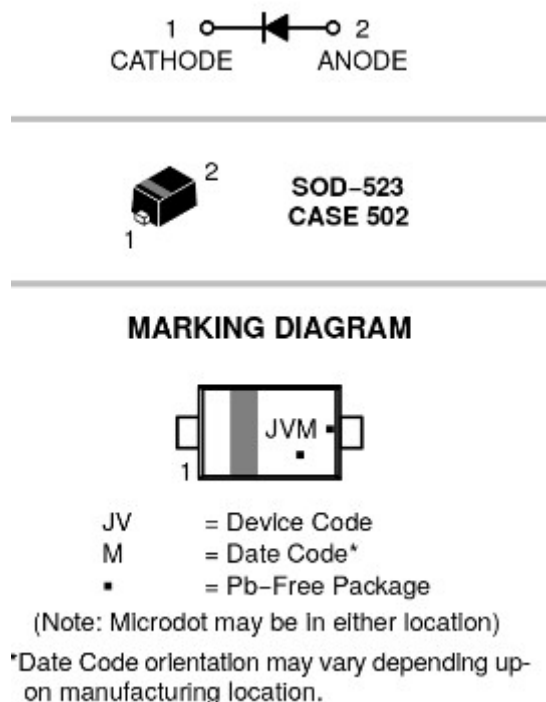 1 2
CATHODE ANODE
2
SOD–523
CASE 502
1
MARKING DIAGRAM
JVM▪
▪
1
JV = Device Code
M = Date Code*
▪ = Pb–Free Package
(Note: Microdot may be in either location)
*Date Code orientation may vary depending up-
on manufacturing location.